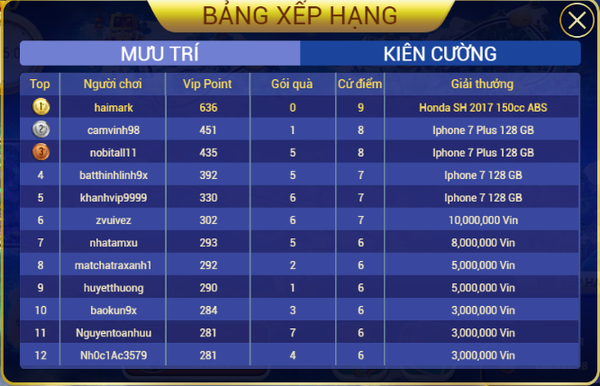 BẢNG XẾP HẠNG
MƯU TRÍ KIÊN CƯỜNG
Top Người chơi Vip Point Gói quà Cứ điểm Giải thưởng
1 haimark 636 0 9 Honda SH 2017 150cc ABS
2 camvinh98 451 1 8 Iphone 7 Plus 128 GB
3 nobitall11 435 5 8 Iphone 7 Plus 128 GB
4 batthinhlinh9x 392 5 7 Iphone 7 128 GB
5 khanhvip9999 330 6 7 Iphone 7 128 GB
6 zvuivez 302 6 7 10,000,000 Vin
7 nhatamxu 293 5 6 8,000,000 Vin
8 matchatraxanh1 292 2 6 5,000,000 Vin
9 huyetthuong 290 1 6 5,000,000 Vin
10 baokun9x 284 3 6 3,000,000 Vin
11 Nguyentoanhuu 281 7 6 3,000,000 Vin
12 Nh0c1Ac3579 281 4 6 3,000,000 Vin